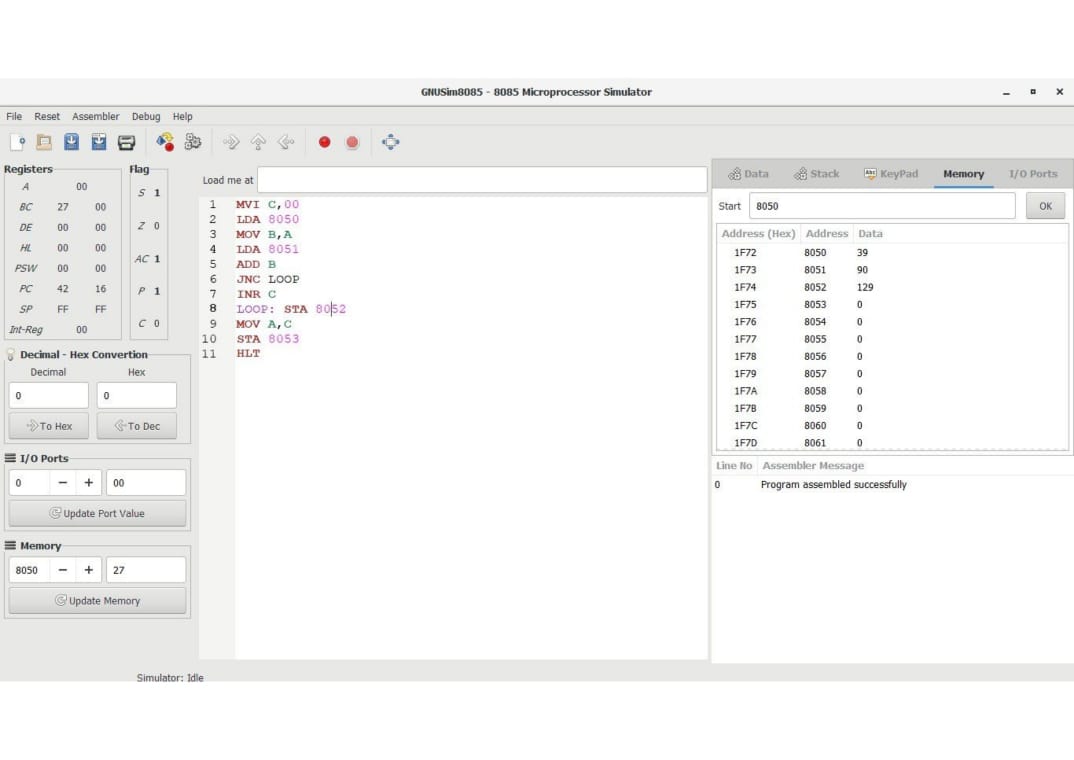 GNUSim8085 - 8085 Microprocessor Simulator
File Reset Assembler Debug Help
Registers
A 00
BC 27 00
DE 00 00
HL 00 00
PSW 00 00
PC 42 16
SP FF FF
Int-Reg 00
Flag
S 1
Z 0
AC 1
P 1
C 0
Decimal - Hex Convertion
Decimal Hex
0 0
To Hex To Dec
I/O Ports
0 − + 00
Update Port Value
Memory
8050 − + 27
Update Memory
Load me at
1 MVI C,00
2 LDA 8050
3 MOV B,A
4 LDA 8051
5 ADD B
6 JNC LOOP
7 INR C
8 LOOP: STA 8052
9 MOV A,C
10 STA 8053
11 HLT
Data Stack Abc KeyPad Memory I/O Ports
Start 8050 OK
Address (Hex) Address Data
1F72 8050 39
1F73 8051 90
1F74 8052 129
1F75 8053 0
1F76 8054 0
1F77 8055 0
1F78 8056 0
1F79 8057 0
1F7A 8058 0
1F7B 8059 0
1F7C 8060 0
1F7D 8061 0
Line No Assembler Message
0 Program assembled successfully
Simulator: Idle